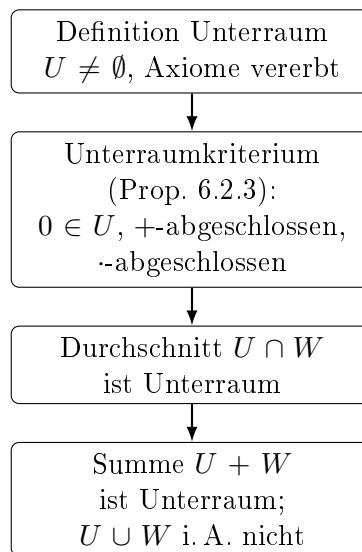 Definition Unterraum
U ≠ ∅, Axiome vererbt
Unterraumkriterium
(Prop. 6.2.3):
0 ∈ U, +-abgeschlossen,
·-abgeschlossen
Durchschnitt U ∩ W
ist Unterraum
Summe U + W
ist Unterraum;
U ∪ W i. A. nicht